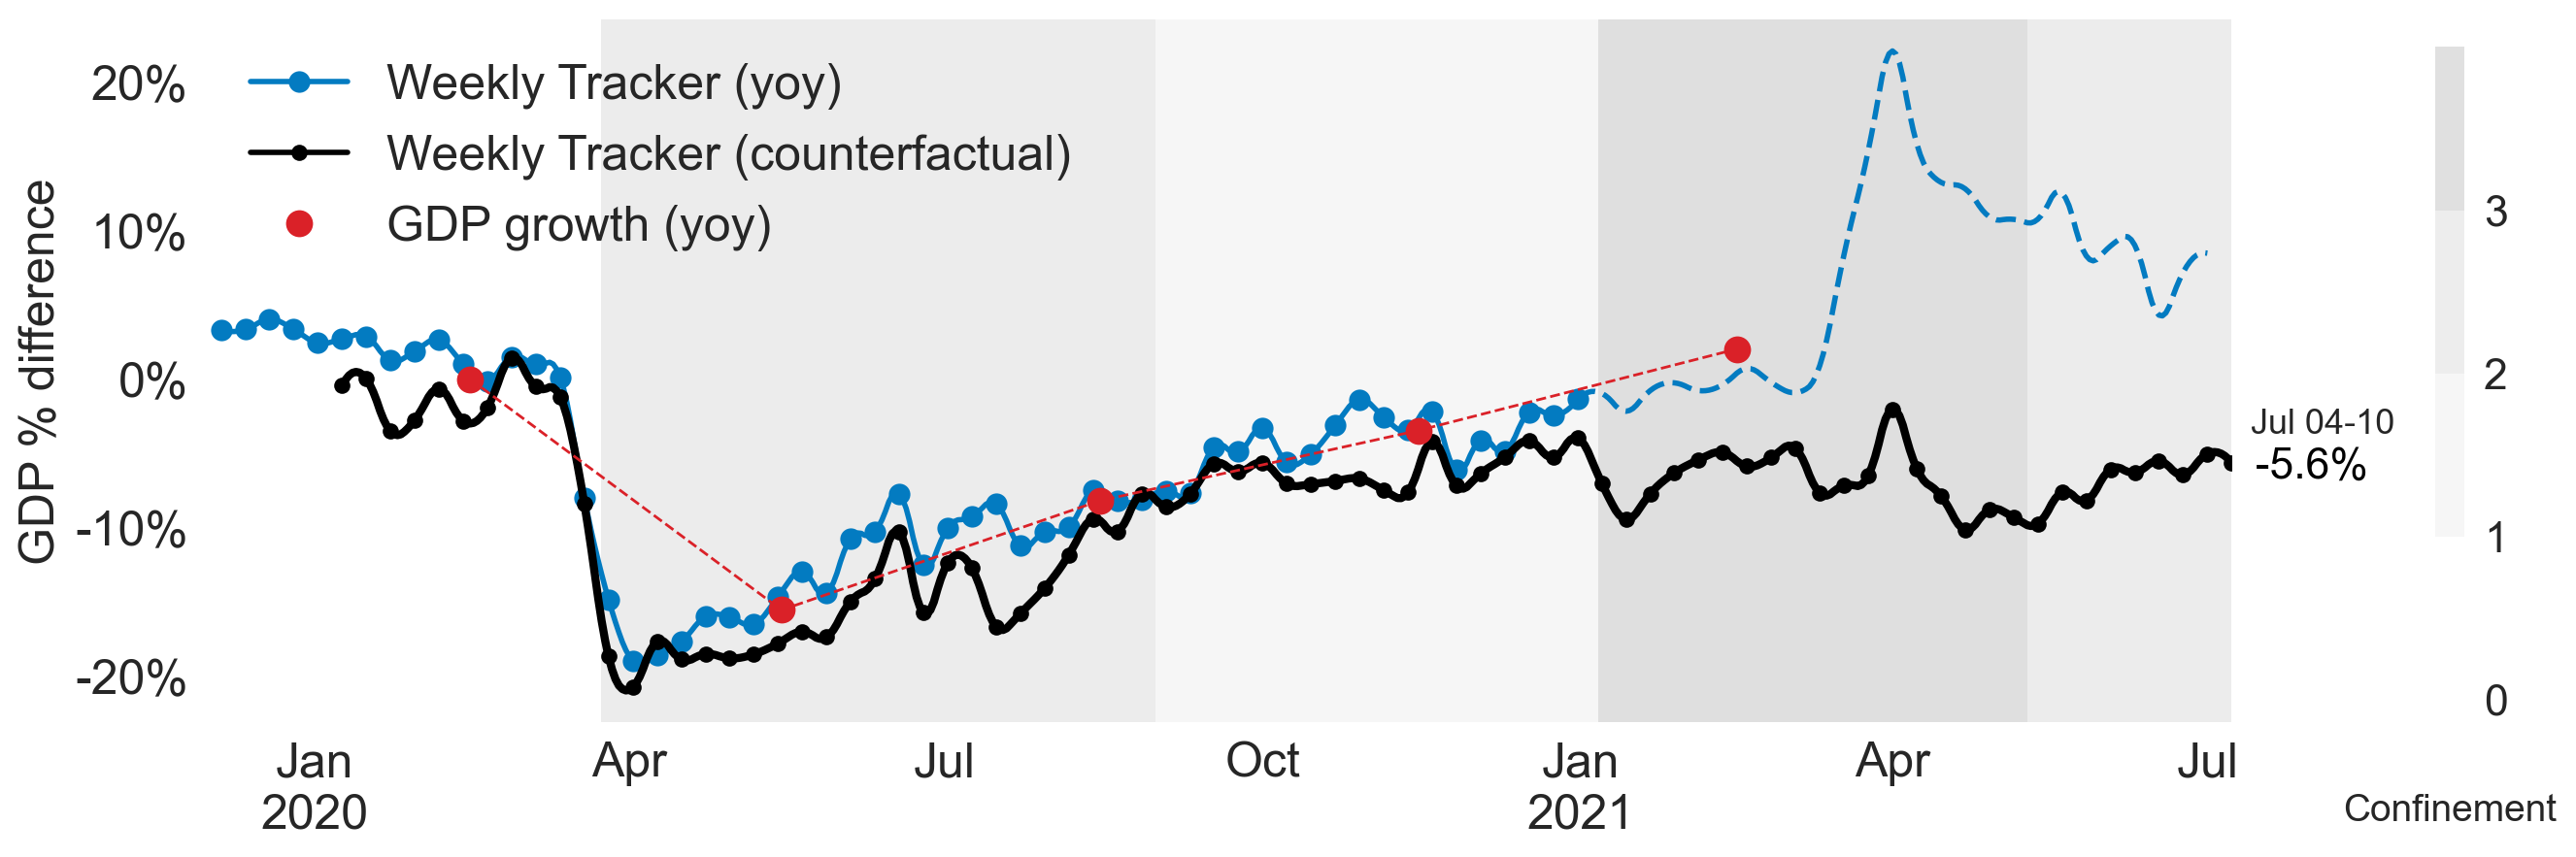 Weekly Tracker (yoy)
Weekly Tracker (counterfactual)
GDP growth (yoy)
GDP % difference
20%
10%
0%
-10%
-20%
Jan
2020
Apr
Jul
Oct
Jan
2021
Apr
Jul
Jul 04-10
-5.6%
3
2
1
0
Confinement